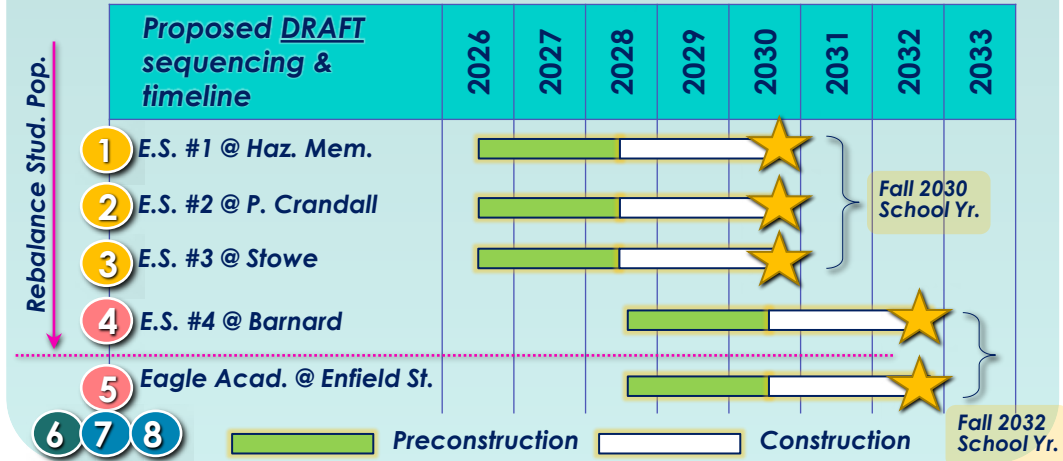 Proposed DRAFT
sequencing &
timeline
2026
2027
2028
2029
2030
2031
2032
2033
Rebalance Stud. Pop.
1 E.S. #1 @ Haz. Mem.
2 E.S. #2 @ P. Crandall
3 E.S. #3 @ Stowe
Fall 2030
School Yr.
4 E.S. #4 @ Barnard
5 Eagle Acad. @ Enfield St.
6 7 8
Preconstruction
Construction
Fall 2032
School Yr.